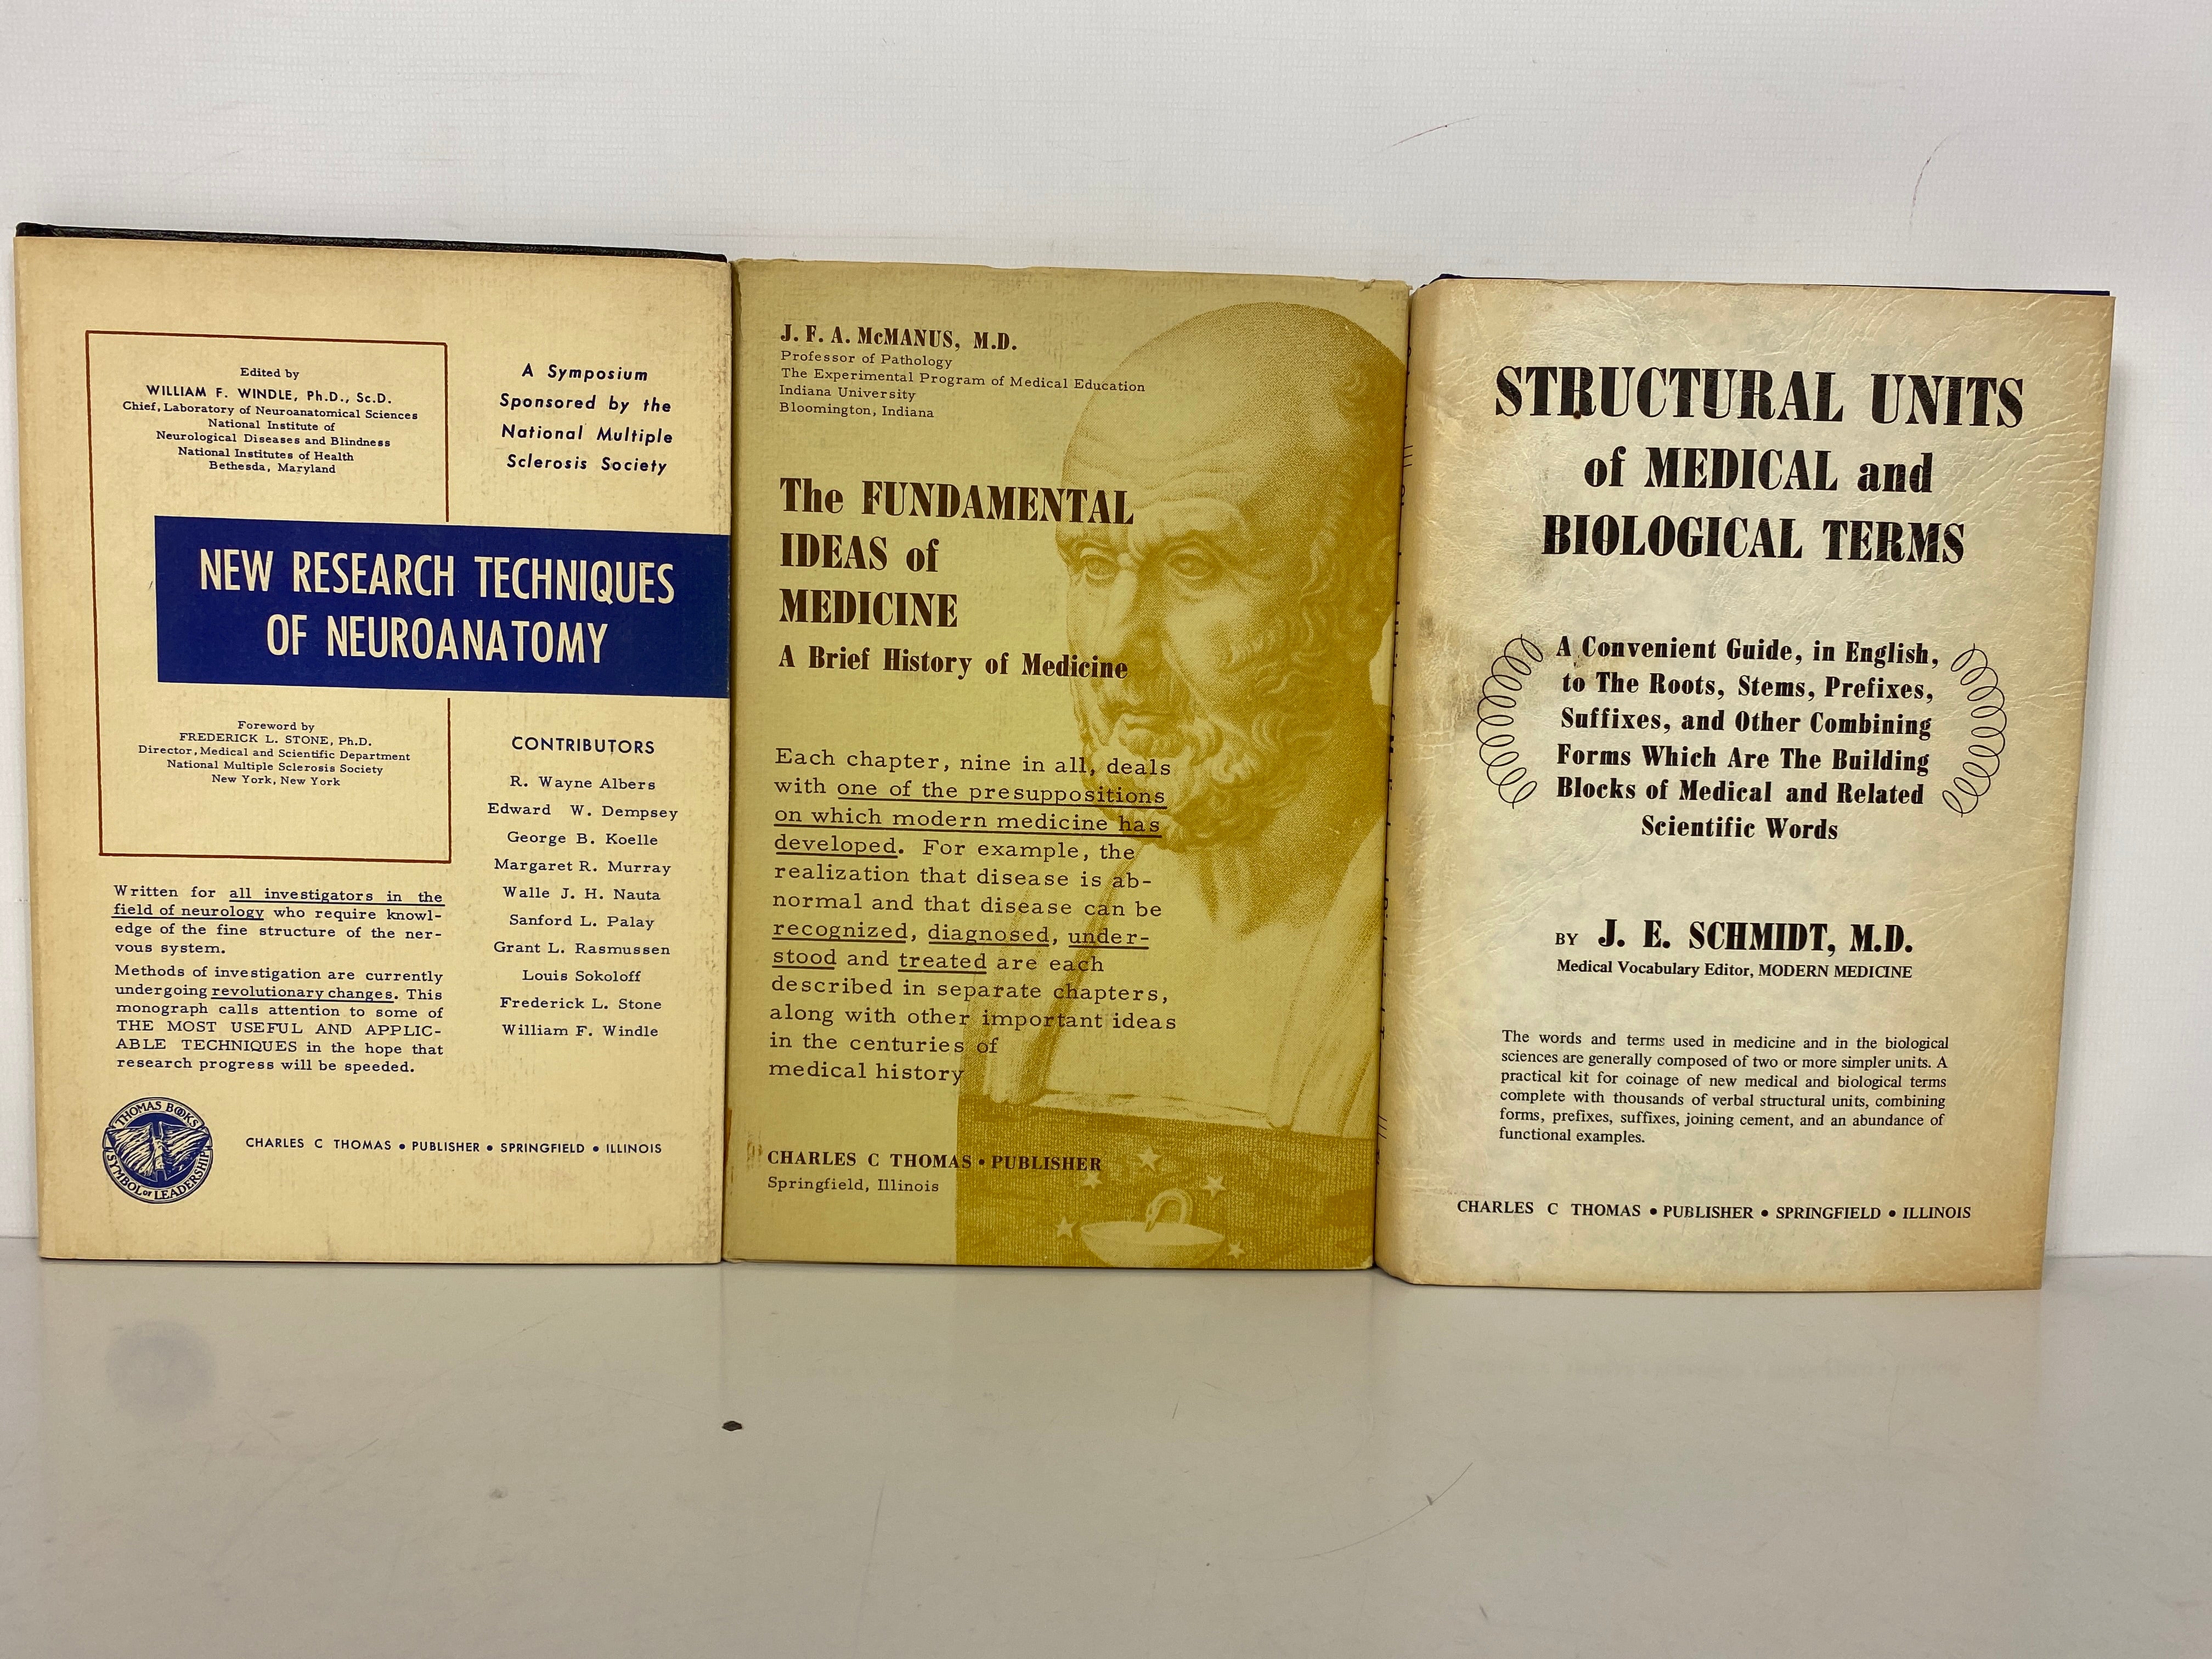 Edited by
WILLIAM F. WINDLE, Ph.D., Sc.D.
Chief, Laboratory of Neuroanatomical Sciences
National Institute of
Neurological Diseases and Blindness
National Institutes of Health
Bethesda, Maryland
A Symposium
Sponsored by the
National Multiple
Sclerosis Society
NEW RESEARCH TECHNIQUES
OF NEUROANATOMY
Foreword by
FREDERICK L. STONE, Ph.D.
Director, Medical and Scientific Department
National Multiple Sclerosis Society
New York, New York
CONTRIBUTORS
R. Wayne Albers
Edward W. Dempsey
George B. Koelle
Margaret R. Murray
Walle J. H. Nauta
Sanford L. Palay
Grant L. Rasmussen
Louis Sokoloff
Frederick L. Stone
William F. Windle
Written for all investigators in the
field of neurology who require knowl-
edge of the fine structure of the ner-
vous system.
Methods of investigation are currently
undergoing revolutionary changes. This
monograph calls attention to some of
THE MOST USEFUL AND APPLIC-
ABLE TECHNIQUES in the hope that
research progress will be speeded.
THOMAS BOOKS
SYMBOL of LEADERSHIP
CHARLES C THOMAS • PUBLISHER • SPRINGFIELD • ILLINOIS
J. F. A. McMANUS, M.D.
Professor of Pathology
The Experimental Program of Medical Education
Indiana University
Bloomington, Indiana
The FUNDAMENTAL
IDEAS of
MEDICINE
A Brief History of Medicine
Each chapter, nine in all, deals
with one of the presuppositions
on which modern medicine has
developed. For example, the
realization that disease is ab-
normal and that disease can be
recognized, diagnosed, under-
stood and treated are each
described in separate chapters,
along with other important ideas
in the centuries of
medical history
CHARLES C THOMAS • PUBLISHER
Springfield, Illinois
STRUCTURAL UNITS
of MEDICAL and
BIOLOGICAL TERMS
A Convenient Guide, in English,
to The Roots, Stems, Prefixes,
Suffixes, and Other Combining
Forms Which Are The Building
Blocks of Medical and Related
Scientific Words
BY J. E. SCHMIDT, M.D.
Medical Vocabulary Editor, MODERN MEDICINE
The words and terms used in medicine and in the biological
sciences are generally composed of two or more simpler units. A
practical kit for coinage of new medical and biological terms
complete with thousands of verbal structural units, combining
forms, prefixes, suffixes, joining cement, and an abundance of
functional examples.
CHARLES C THOMAS • PUBLISHER • SPRINGFIELD • ILLINOIS